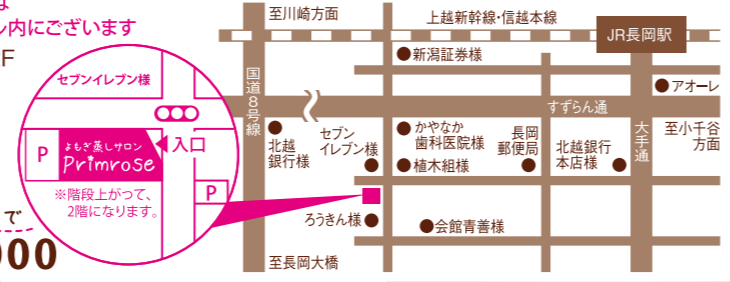 は
ン内にございます
F
セブンイレブン様
P
よもぎ蒸しサロン
Primrose
入口
P
※階段上がって、
2階になります。
で
000
至川崎方面
上越新幹線・信越本線
JR長岡駅
新潟証券様
アオーレ
国道8号線
すずらん通
大手通
至小千谷
方面
北越
銀行様
セブン
イレブン様
かやなか
歯科医院様
植木組様
長岡
郵便局
北越銀行
本店様
ろうきん様
会館青善様
至長岡大橋